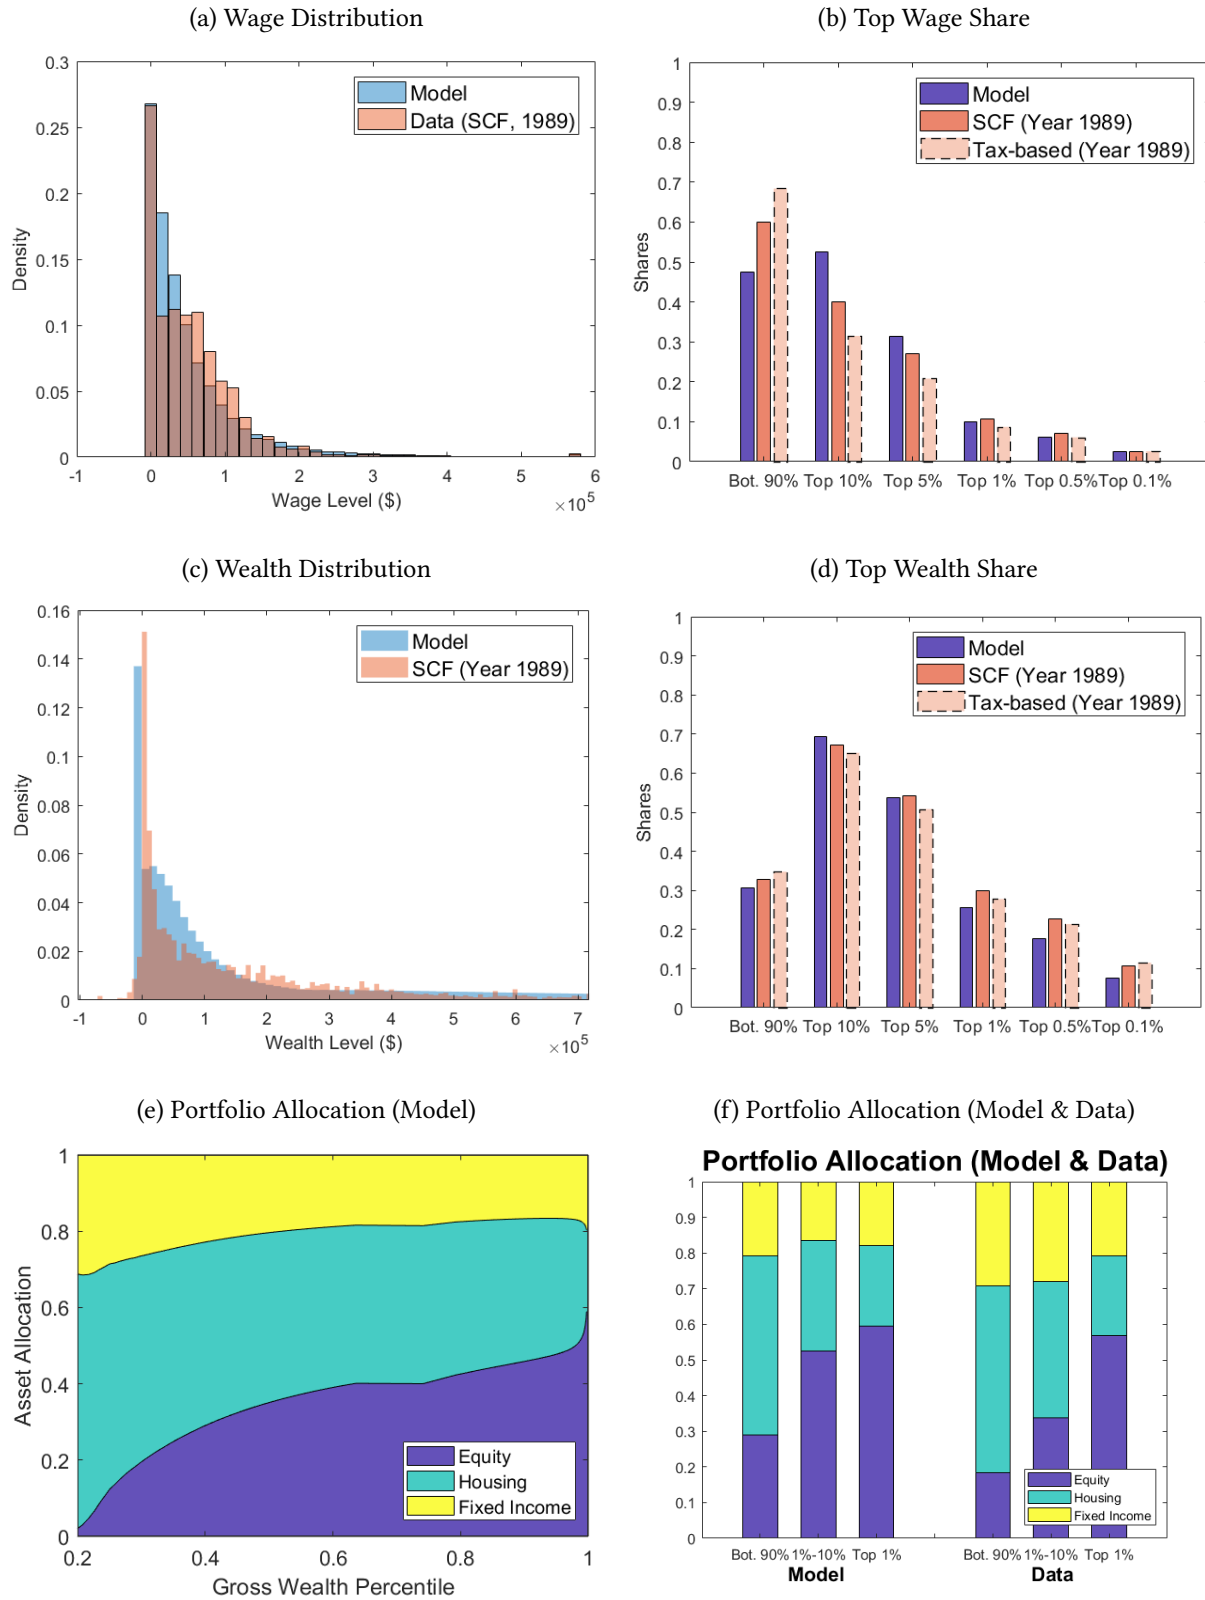 (a) Wage Distribution
0.3
0.25
0.2
0.15
0.1
0.05
0
Density
Model
Data (SCF, 1989)
-1 0 1 2 3 4 5 6
Wage Level ($)
×10^5
(b) Top Wage Share
1
0.9
0.8
0.7
0.6
0.5
0.4
0.3
0.2
0.1
0
Shares
Model
SCF (Year 1989)
Tax-based (Year 1989)
Bot. 90% Top 10% Top 5% Top 1% Top 0.5% Top 0.1%
(c) Wealth Distribution
0.16
0.14
0.12
0.1
0.08
0.06
0.04
0.02
0
Density
Model
SCF (Year 1989)
-1 0 1 2 3 4 5 6 7
Wealth Level ($)
×10^5
(d) Top Wealth Share
1
0.9
0.8
0.7
0.6
0.5
0.4
0.3
0.2
0.1
0
Shares
Model
SCF (Year 1989)
Tax-based (Year 1989)
Bot. 90% Top 10% Top 5% Top 1% Top 0.5% Top 0.1%
(e) Portfolio Allocation (Model)
1
0.8
0.6
0.4
0.2
0
Asset Allocation
Equity
Housing
Fixed Income
0.2 0.4 0.6 0.8 1
Gross Wealth Percentile
(f) Portfolio Allocation (Model & Data)
Portfolio Allocation (Model & Data)
1
0.9
0.8
0.7
0.6
0.5
0.4
0.3
0.2
0.1
0
Equity
Housing
Fixed Income
Bot. 90% 1%-10% Top 1% Bot. 90% 1%-10% Top 1%
Model Data